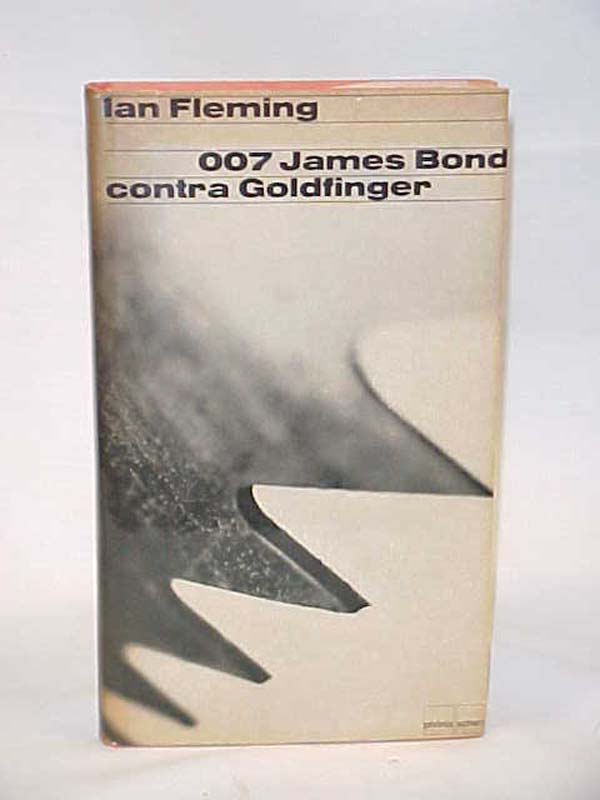 Ian Fleming
007 James Bond
contra Goldfinger